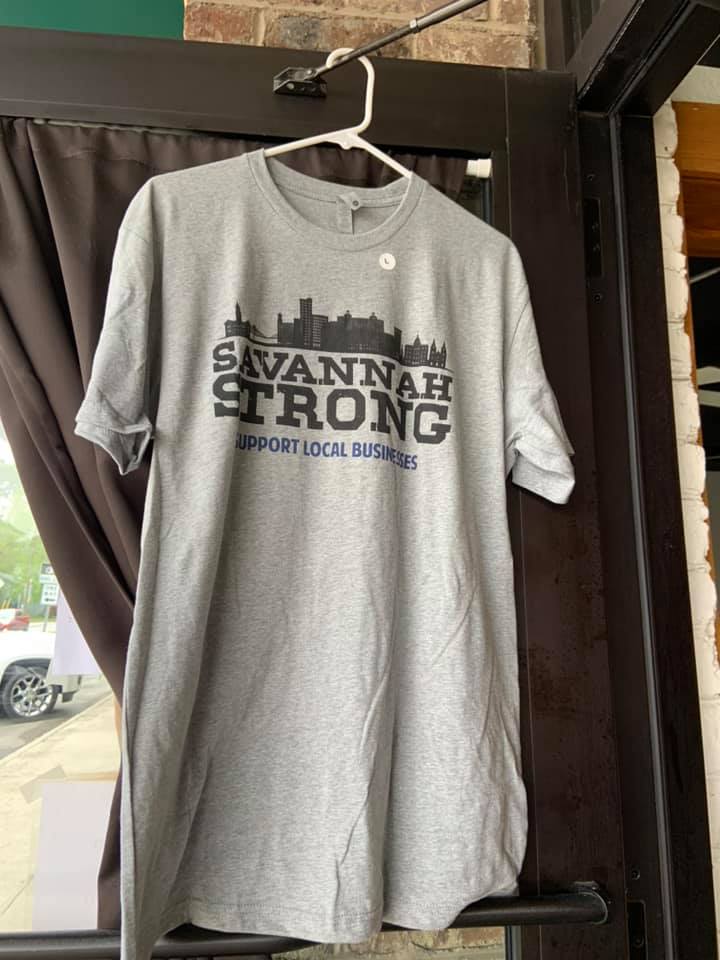 L
SAVANNAH
STRONG
SUPPORT LOCAL BUSINESSES